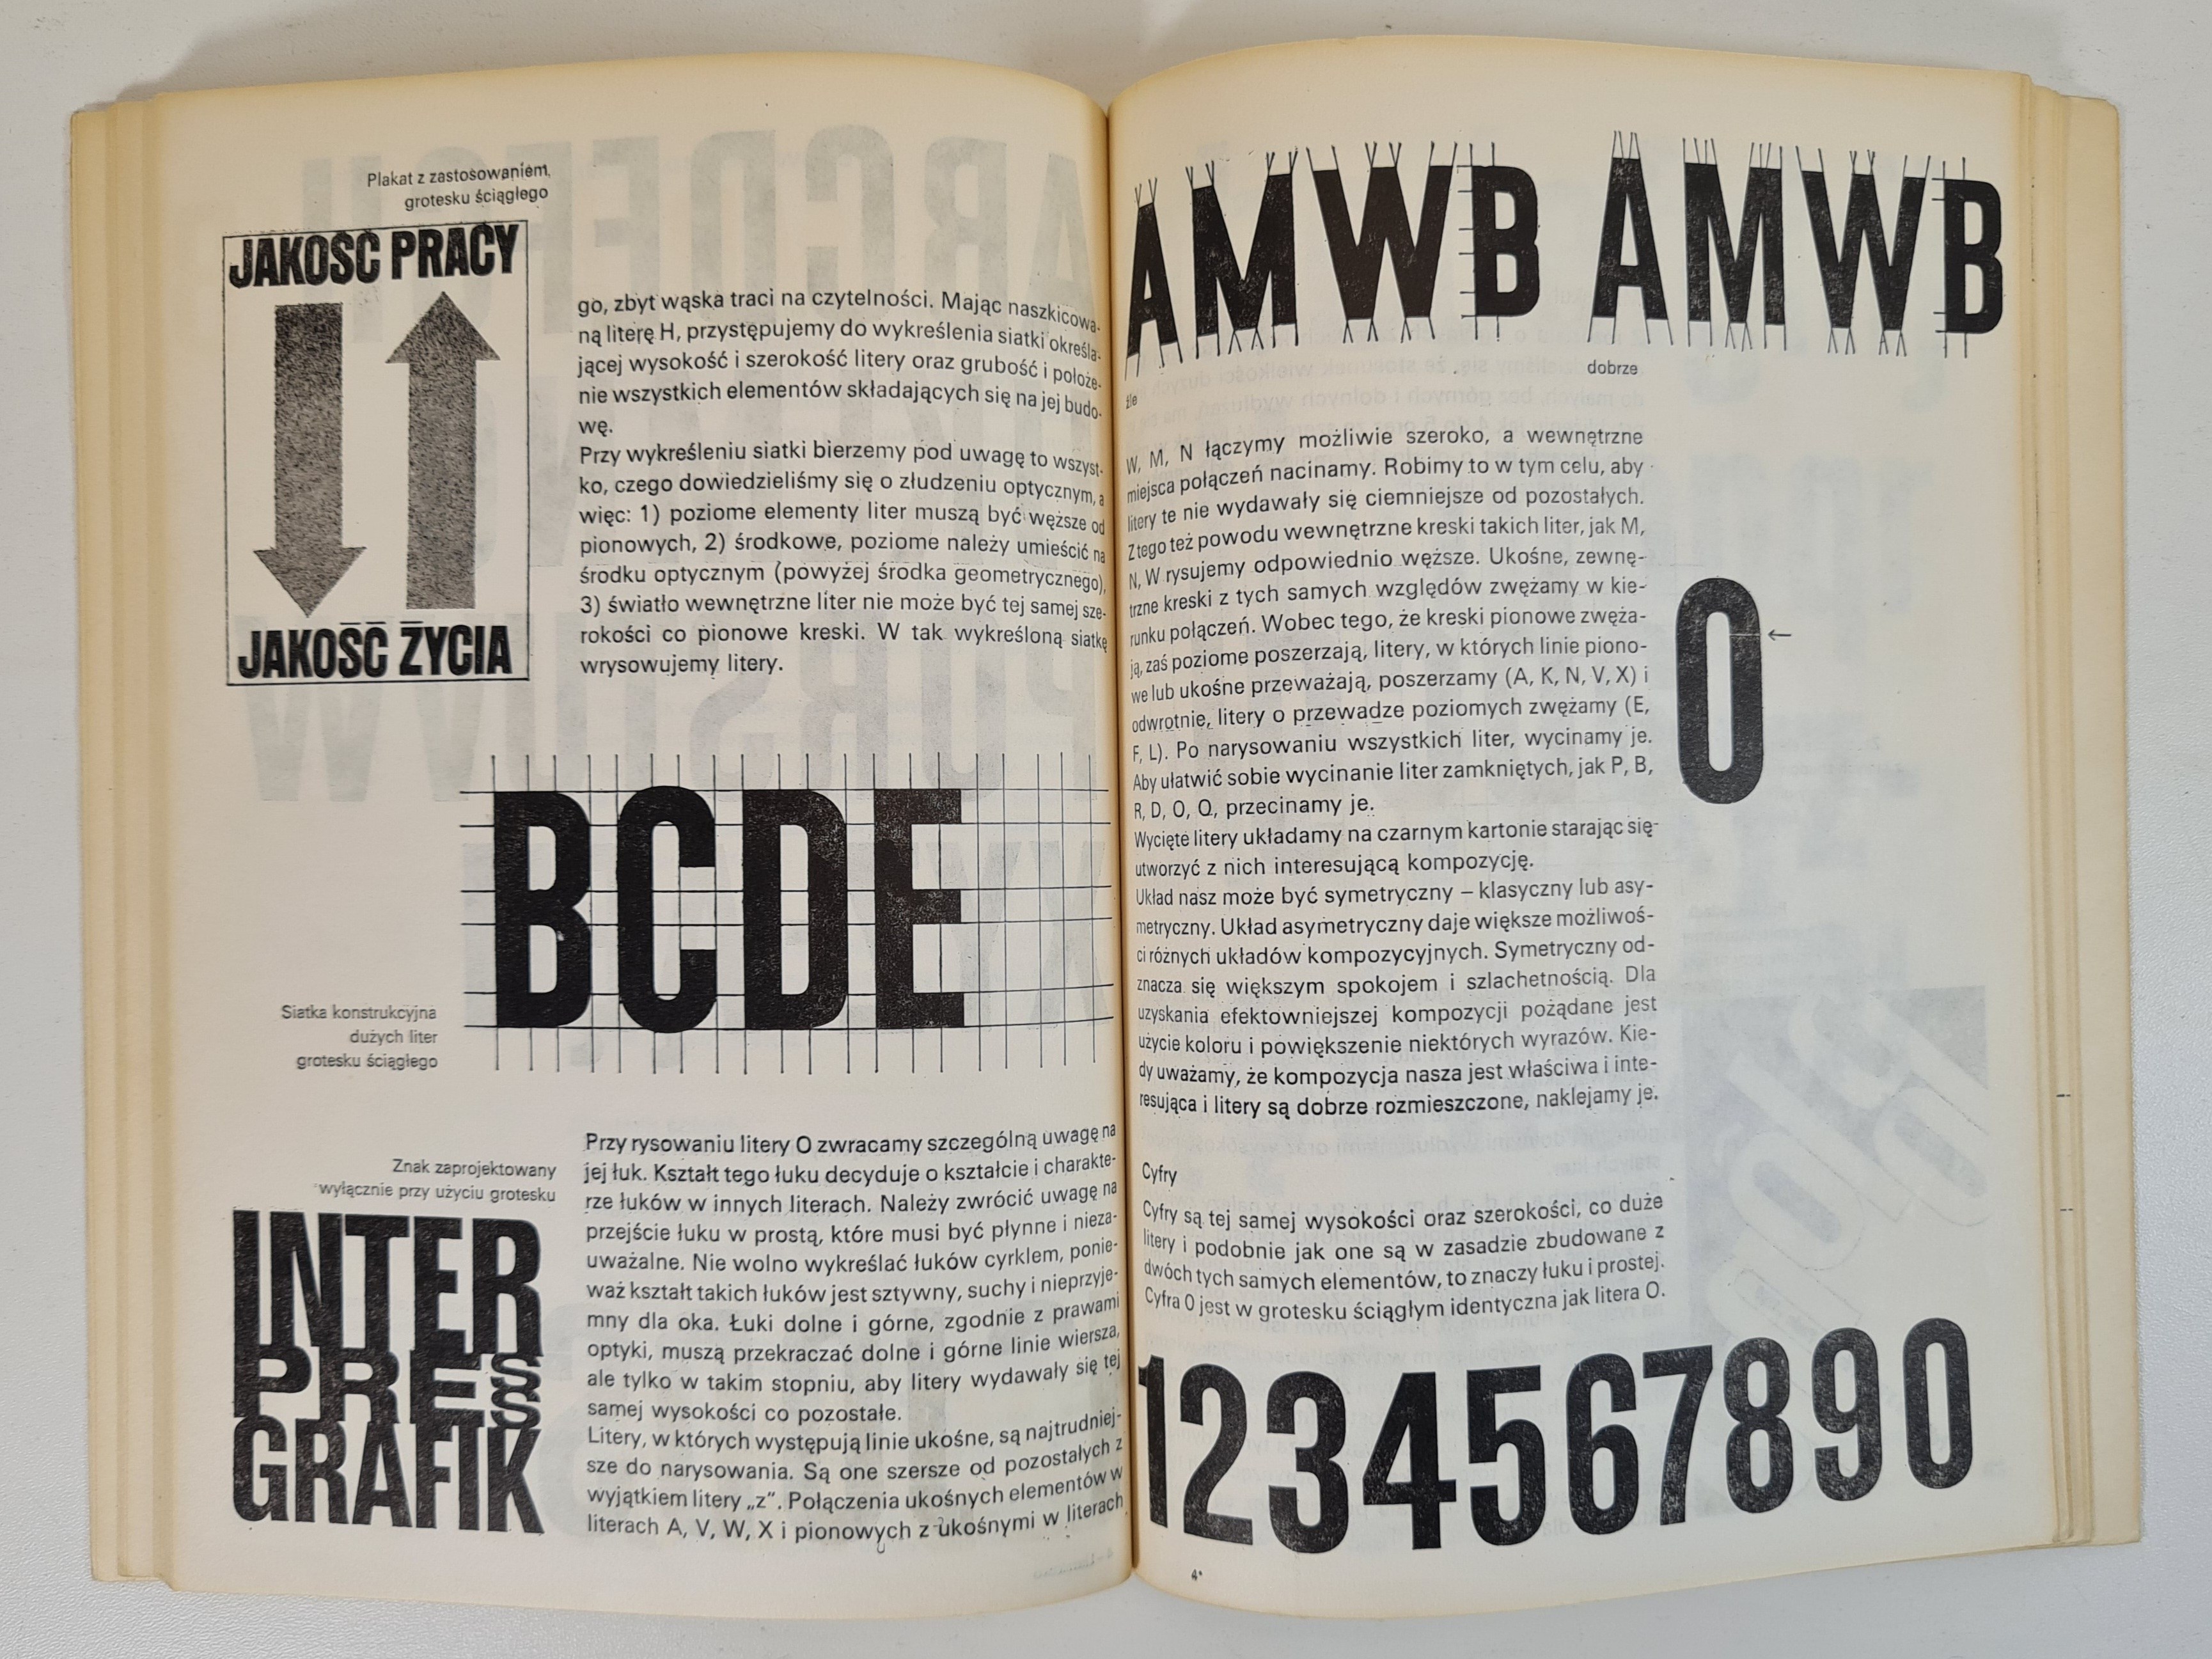 Plakat z zastosowaniem
grotesku ściągłego
JAKOŚĆ PRACY
JAKOŚĆ ŻYCIA
go, zbyt wąska traci na czytelności. Mając naszkicowa-
ną literę H, przystępujemy do wykreślenia siatki określa-
jącej wysokość i szerokość litery oraz grubość i położe-
nie wszystkich elementów składających się na jej budo-
wę.
Przy wykreśleniu siatki bierzemy pod uwagę to wszyst-
ko, czego dowiedzieliśmy się o złudzeniu optycznym, a
więc: 1) poziome elementy liter muszą być węższe od
pionowych, 2) środkowe, poziome należy umieścić na
środku optycznym (powyżej środka geometrycznego),
3) światło wewnętrzne liter nie może być tej samej sze-
rokości co pionowe kreski. W tak wykreśloną siatkę
wrysowujemy litery.
BCDE
Siatka konstrukcyjna
dużych liter
grotesku ściągłego
Znak zaprojektowany
wyłącznie przy użyciu grotesku
INTER
PRES
GRAFIK
Przy rysowaniu litery O zwracamy szczególną uwagę na
jej łuk. Kształt tego łuku decyduje o kształcie i charakte-
rze łuków w innych literach. Należy zwrócić uwagę na
przejście łuku w prostą, które musi być płynne i nieza-
uważalne. Nie wolno wykreślać łuków cyrklem, ponie-
waż kształt takich łuków jest sztywny, suchy i nieprzyje-
mny dla oka. Łuki dolne i górne, zgodnie z prawami
optyki, muszą przekraczać dolne i górne linie wiersza,
ale tylko w takim stopniu, aby litery wydawały się tej
samej wysokości co pozostałe.
Litery, w których występują linie ukośne, są najtrudniej-
sze do narysowania. Są one szersze od pozostałych z
wyjątkiem litery „z”. Połączenia ukośnych elementów w
literach A, V, W, X i pionowych z ukośnymi w literach
AMWB AMWB
źle
dobrze
W, M, N łączymy możliwie szeroko, a wewnętrzne
miejsca połączeń nacinamy. Robimy to w tym celu, aby
litery te nie wydawały się ciemniejsze od pozostałych.
Z tego też powodu wewnętrzne kreski takich liter, jak M,
N, W rysujemy odpowiednio węższe. Ukośne, zewnę-
trzne kreski z tych samych względów zwężamy w kie-
runku połączeń. Wobec tego, że kreski pionowe zwęża-
ją, zaś poziome poszerzają, litery, w których linie piono-
we lub ukośne przeważają, poszerzamy (A, K, N, V, X) i
odwrotnie, litery o przewadze poziomych zwężamy (E,
F, L). Po narysowaniu wszystkich liter, wycinamy je.
Aby ułatwić sobie wycinanie liter zamkniętych, jak P, B,
R, D, O, Q, przecinamy je.
Wycięte litery układamy na czarnym kartonie starając się
utworzyć z nich interesującą kompozycję.
Układ nasz może być symetryczny – klasyczny lub asy-
metryczny. Układ asymetryczny daje większe możliwoś-
ci różnych układów kompozycyjnych. Symetryczny od-
znacza się większym spokojem i szlachetnością. Dla
uzyskania efektowniejszej kompozycji pożądane jest
użycie koloru i powiększenie niektórych wyrazów. Kie-
dy uważamy, że kompozycja nasza jest właściwa i inte-
resująca i litery są dobrze rozmieszczone, naklejamy je.
O
Cyfry
Cyfry są tej samej wysokości oraz szerokości, co duże
litery i podobnie jak one są w zasadzie zbudowane z
dwóch tych samych elementów, to znaczy łuku i prostej.
Cyfra 0 jest w grotesku ściągłym identyczna jak litera O.
1234567890
4*